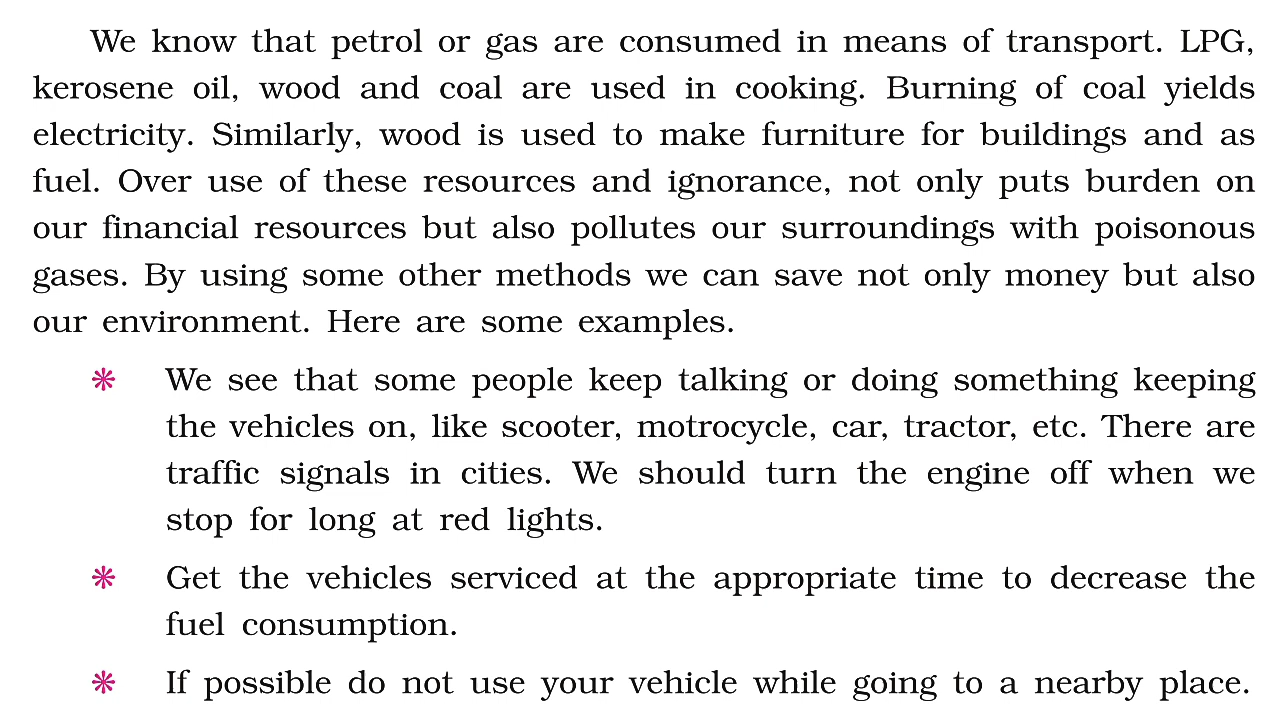 We know that petrol or gas are consumed in means of transport. LPG,
kerosene oil, wood and coal are used in cooking. Burning of coal yields
electricity. Similarly, wood is used to make furniture for buildings and as
fuel. Over use of these resources and ignorance, not only puts burden on
our financial resources but also pollutes our surroundings with poisonous
gases. By using some other methods we can save not only money but also
our environment. Here are some examples.
❋ We see that some people keep talking or doing something keeping
the vehicles on, like scooter, motrocycle, car, tractor, etc. There are
traffic signals in cities. We should turn the engine off when we
stop for long at red lights.
❋ Get the vehicles serviced at the appropriate time to decrease the
fuel consumption.
❋ If possible do not use your vehicle while going to a nearby place.